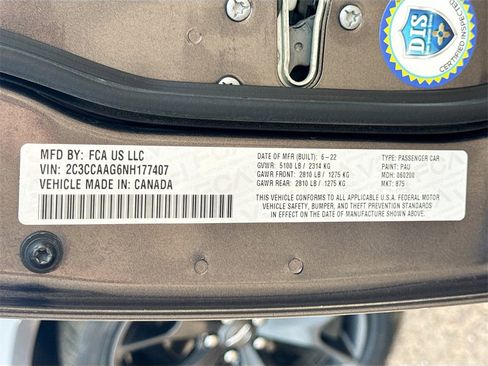 DIS
INSPECTED
MFD BY: FCA US LLC
VIN: 2C3CCAAG6NH177407
VEHICLE MADE IN: CANADA
DATE OF MFR (BUILT): 6-22
GVWR: 5100 LB / 2314 KG
GAWR FRONT: 2810 LB / 1275 KG
GAWR REAR: 2810 LB / 1275 KG
TYPE: PASSENGER CAR
PAINT: PAU
MDH: 060200
MKT: 875
THIS VEHICLE CONFORMS TO ALL APPLICABLE U.S.A. FEDERAL MOTOR
VEHICLE SAFETY, BUMPER, AND THEFT PREVENTION STANDARDS
IN EFFECT ON THE DATE OF MANUFACTURE SHOWN ABOVE.